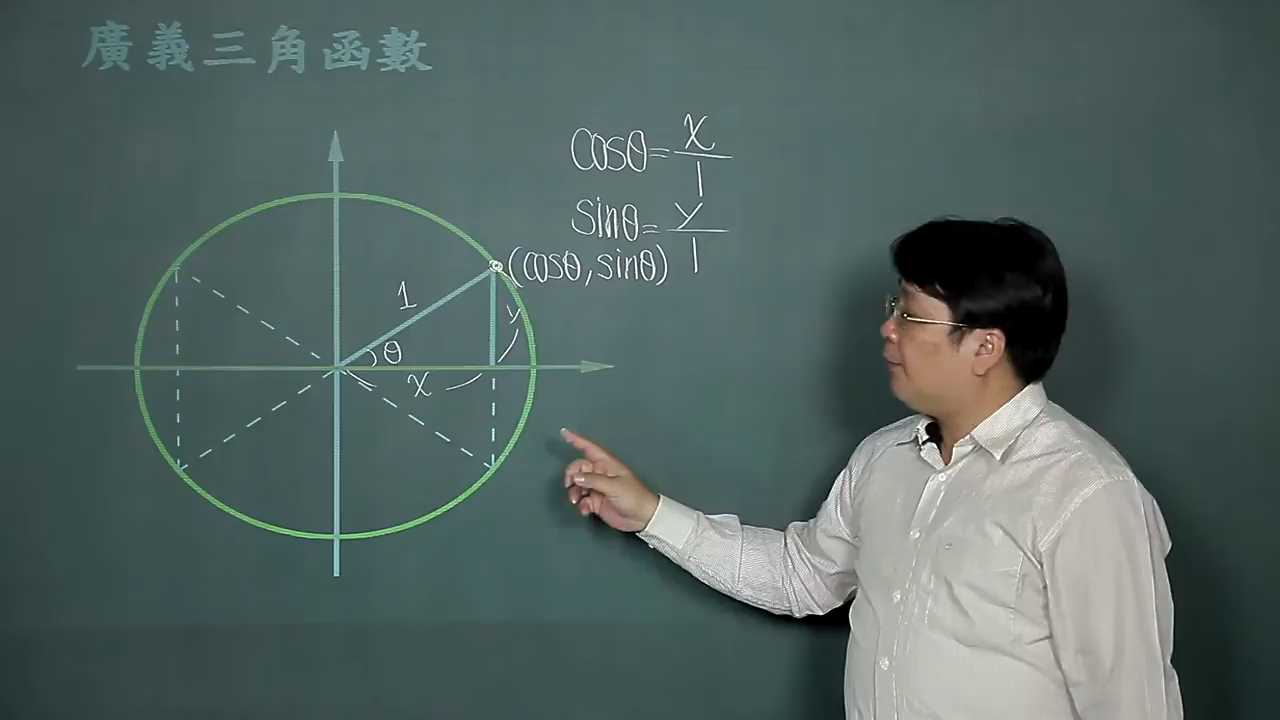 廣義三角函數
cosθ=x/1
sinθ=y/1
(cosθ,sinθ)
1
y
θ
x